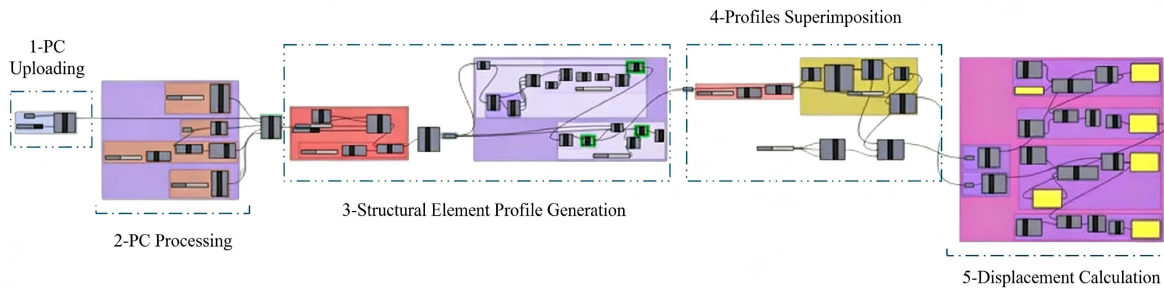 4-Profiles Superimposition
1-PC
Uploading
3-Structural Element Profile Generation
2-PC Processing
5-Displacement Calculation